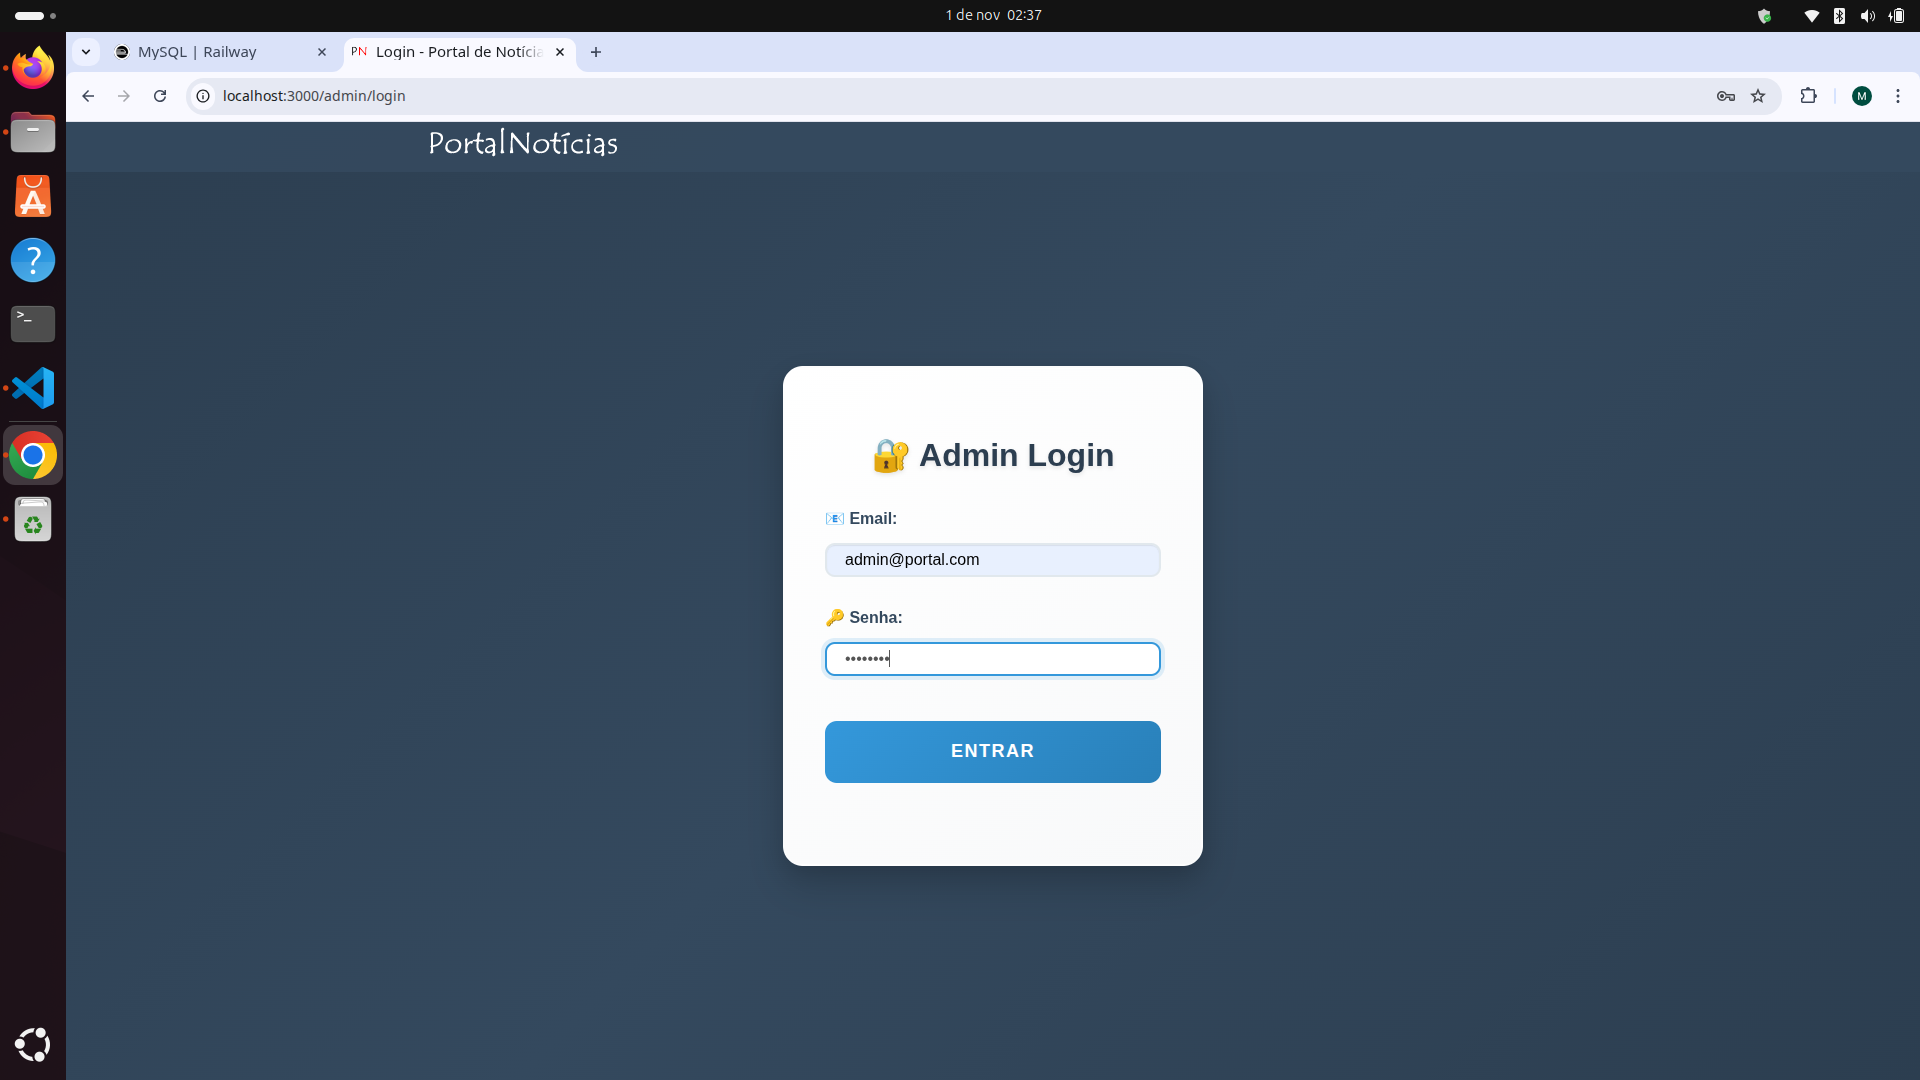 1 de nov 02:37
MySQL | Railway
PN Login - Portal de Notícia
localhost:3000/admin/login
M
PortalNotícias
Admin Login
Email:
admin@portal.com
Senha:
••••••••
ENTRAR